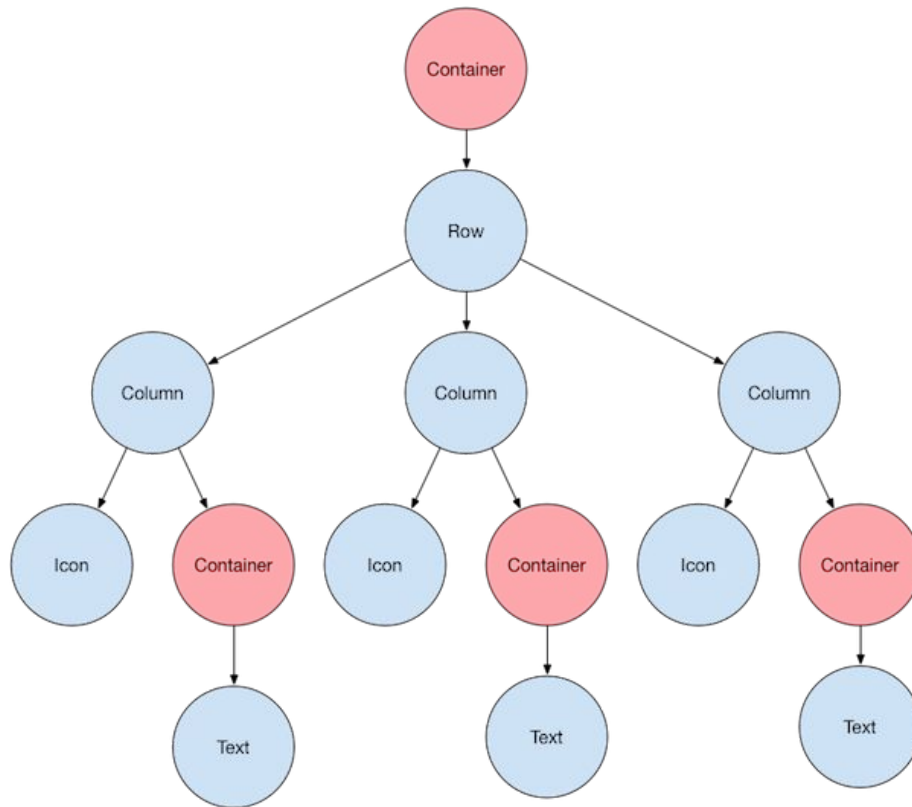 Container
Row
Column
Column
Column
Icon
Container
Icon
Container
Icon
Container
Text
Text
Text